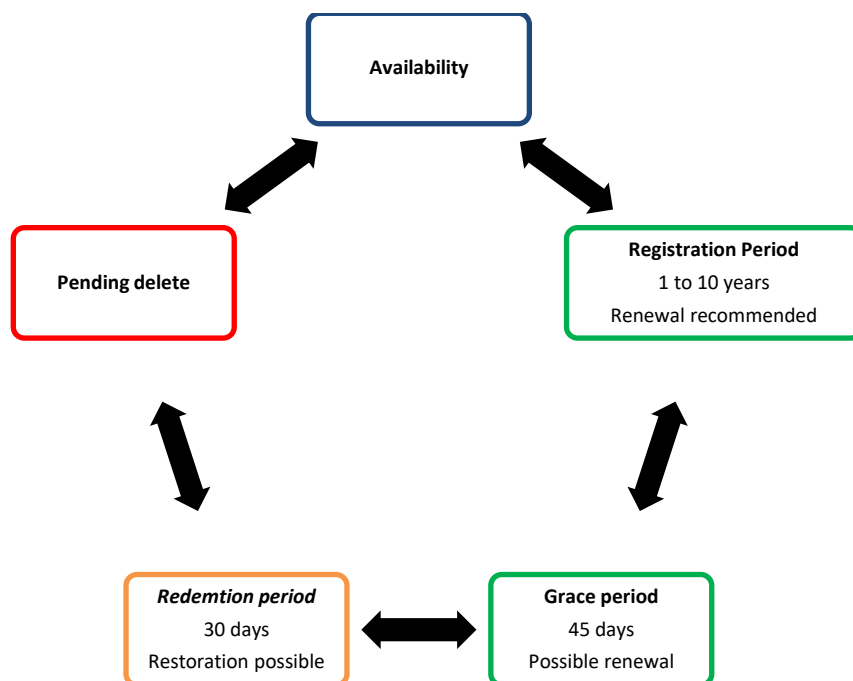 Availability
Registration Period
1 to 10 years
Renewal recommended
Grace period
45 days
Possible renewal
Redemtion period
30 days
Restoration possible
Pending delete